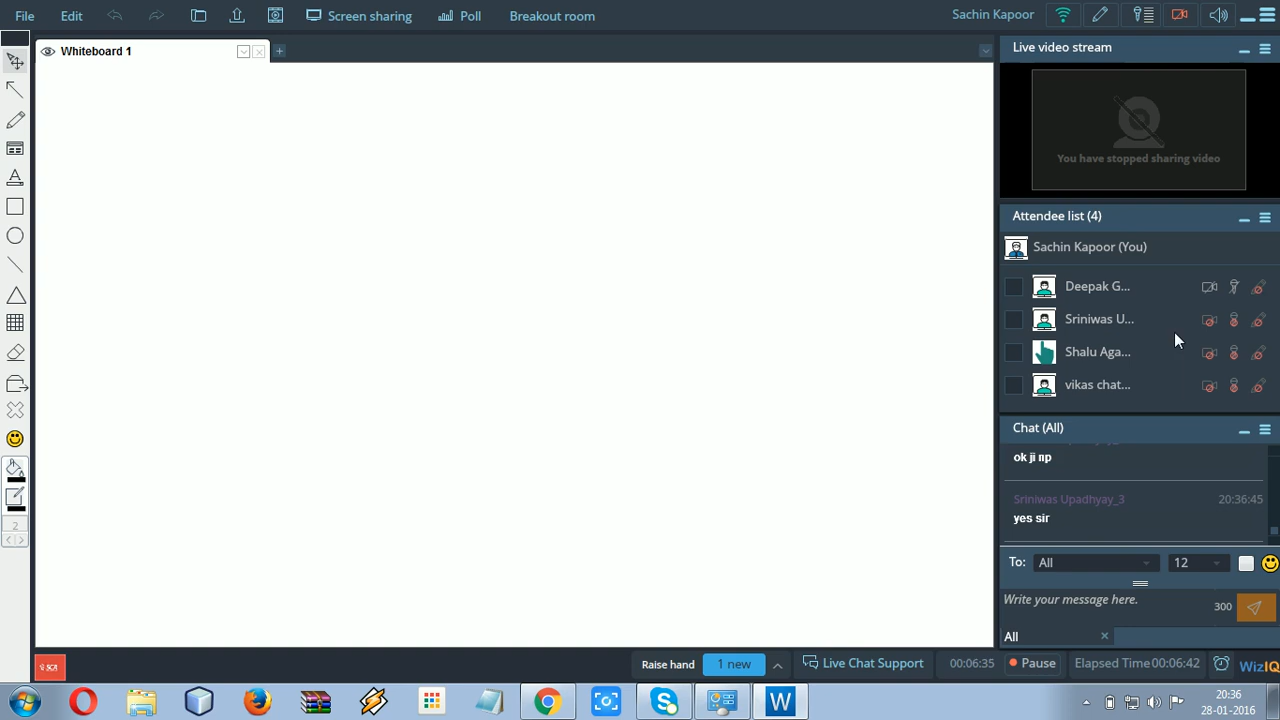 File Edit Screen sharing Poll Breakout room Sachin Kapoor
Whiteboard 1
Live video stream
You have stopped sharing video
Attendee list (4)
Sachin Kapoor (You)
Deepak G...
Sriniwas U...
Shalu Aga...
vikas chat...
Chat (All)
ok ji np
Sriniwas Upadhyay_3 20:36:45
yes sir
2
To: All 12
Write your message here. 300
All
Raise hand 1 new Live Chat Support 00:06:35 Pause Elapsed Time 00:06:42 WizIQ
20:36
28-01-2016